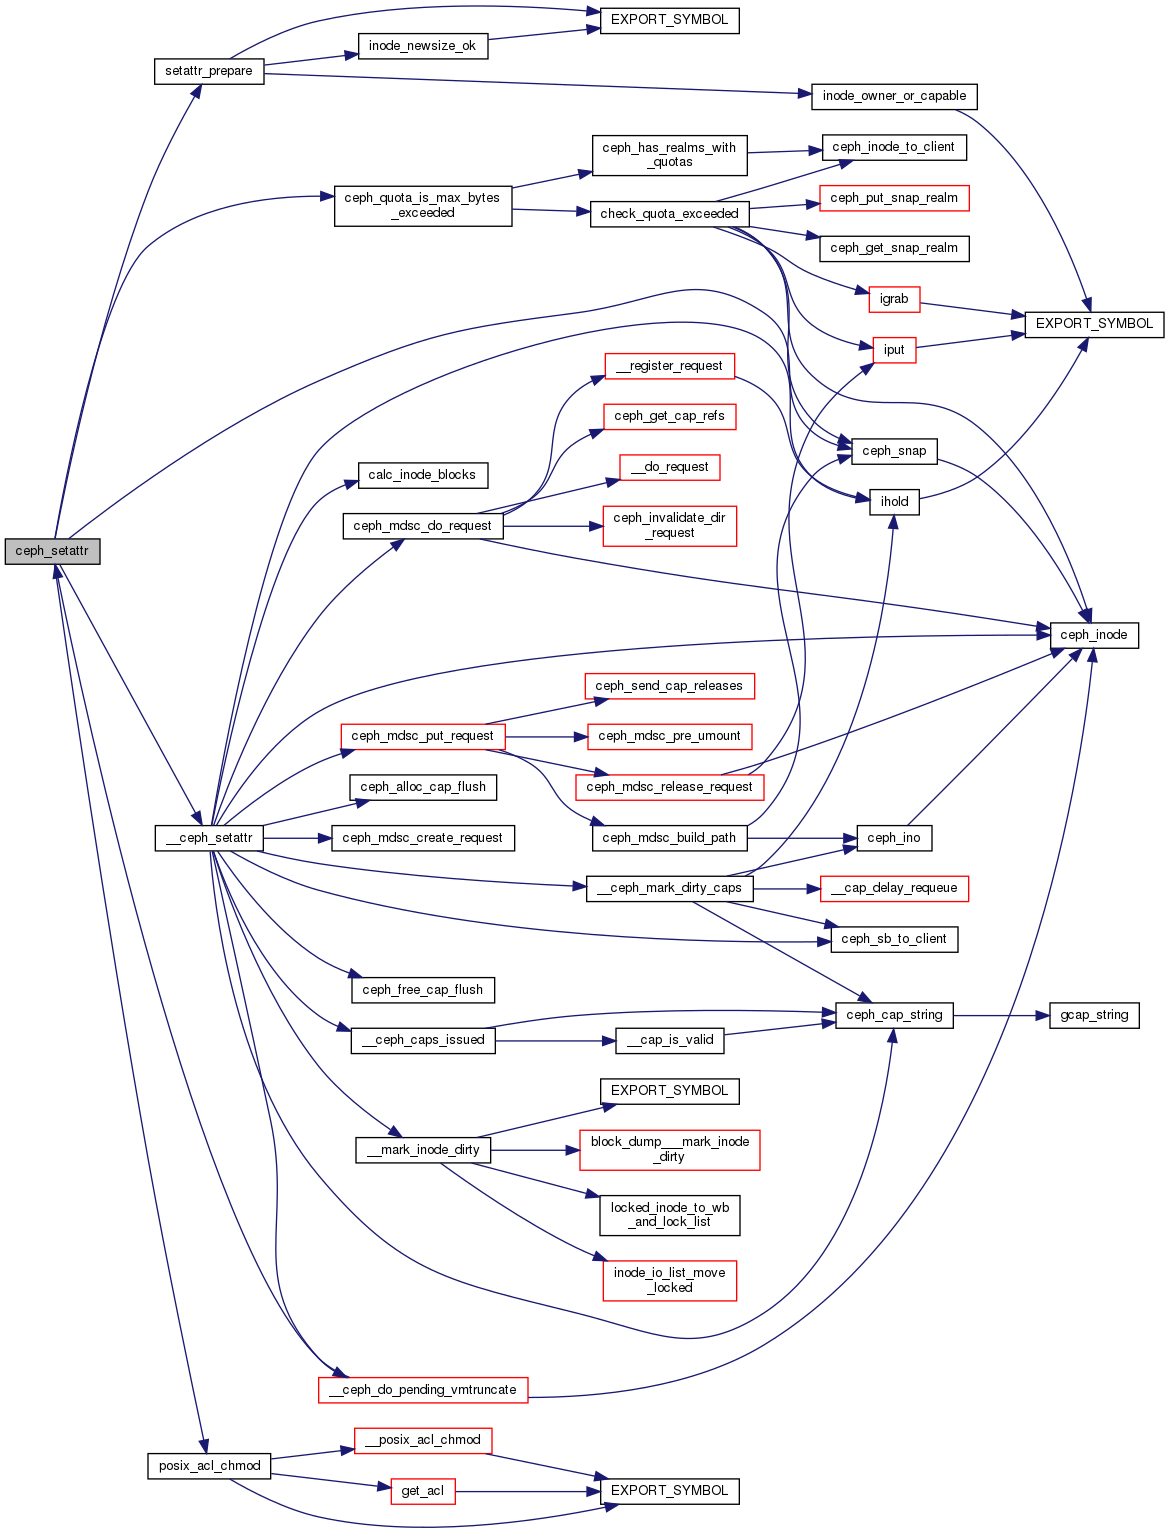 EXPORT_SYMBOL
inode_newsize_ok
setattr_prepare
inode_owner_or_capable
ceph_has_realms_with
_quotas
ceph_inode_to_client
ceph_quota_is_max_bytes
_exceeded
check_quota_exceeded
ceph_put_snap_realm
ceph_get_snap_realm
igrab
EXPORT_SYMBOL
iput
__register_request
ceph_get_cap_refs
ceph_snap
__do_request
calc_inode_blocks
ihold
ceph_mdsc_do_request
ceph_invalidate_dir
_request
ceph_setattr
ceph_inode
ceph_send_cap_releases
ceph_mdsc_put_request
ceph_mdsc_pre_umount
ceph_alloc_cap_flush
ceph_mdsc_release_request
__ceph_setattr
ceph_mdsc_create_request
ceph_mdsc_build_path
ceph_ino
__ceph_mark_dirty_caps
__cap_delay_requeue
ceph_sb_to_client
ceph_free_cap_flush
ceph_cap_string
gcap_string
__ceph_caps_issued
__cap_is_valid
EXPORT_SYMBOL
__mark_inode_dirty
block_dump___mark_inode
_dirty
locked_inode_to_wb
_and_lock_list
inode_io_list_move
_locked
__ceph_do_pending_vmtruncate
__posix_acl_chmod
posix_acl_chmod
get_acl
EXPORT_SYMBOL